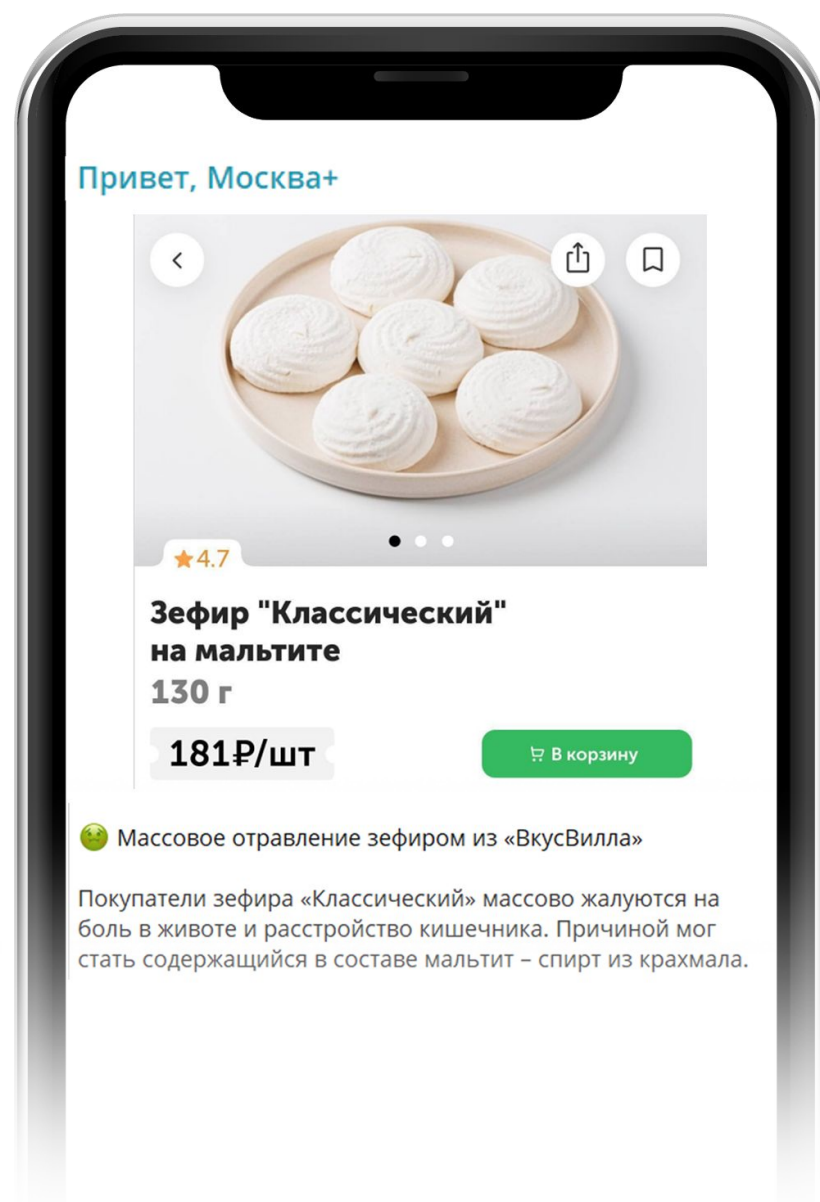 Привет, Москва+
4.7
Зефир "Классический"
на мальтите
130 г
181₽/шт
В корзину
🤢 Массовое отравление зефиром из «ВкусВилла»
Покупатели зефира «Классический» массово жалуются на
боль в животе и расстройство кишечника. Причиной мог
стать содержащийся в составе мальтит – спирт из крахмала.